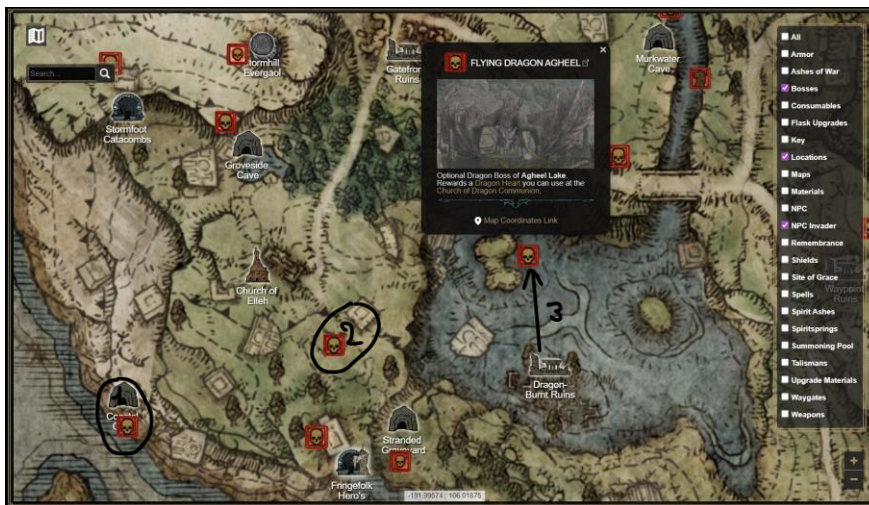 Search...
Stormhill
Evergaol
Gatefront
Ruins
Murkwater
Cave
Stormfoot
Catacombs
Groveside
Cave
Church of
Elleh
2
3
Dragon-
Burnt Ruins
Stranded
Graveyard
Fringefolk
Hero's
Waypoint
Ruins
FLYING DRAGON AGHEEL
×
Optional Dragon Boss of Agheel Lake.
Rewards a Dragon Heart you can use at the
Church of Dragon Communion.
Map Coordinates Link
All
Armor
Ashes of War
Bosses
Consumables
Flask Upgrades
Key
Locations
Maps
Materials
NPC
NPC Invader
Remembrance
Shields
Site of Grace
Spells
Spirit Ashes
Spiritsprings
Summoning Pool
Talismans
Upgrade Materials
Waygates
Weapons
+
-
-191.99574 | 106.01875